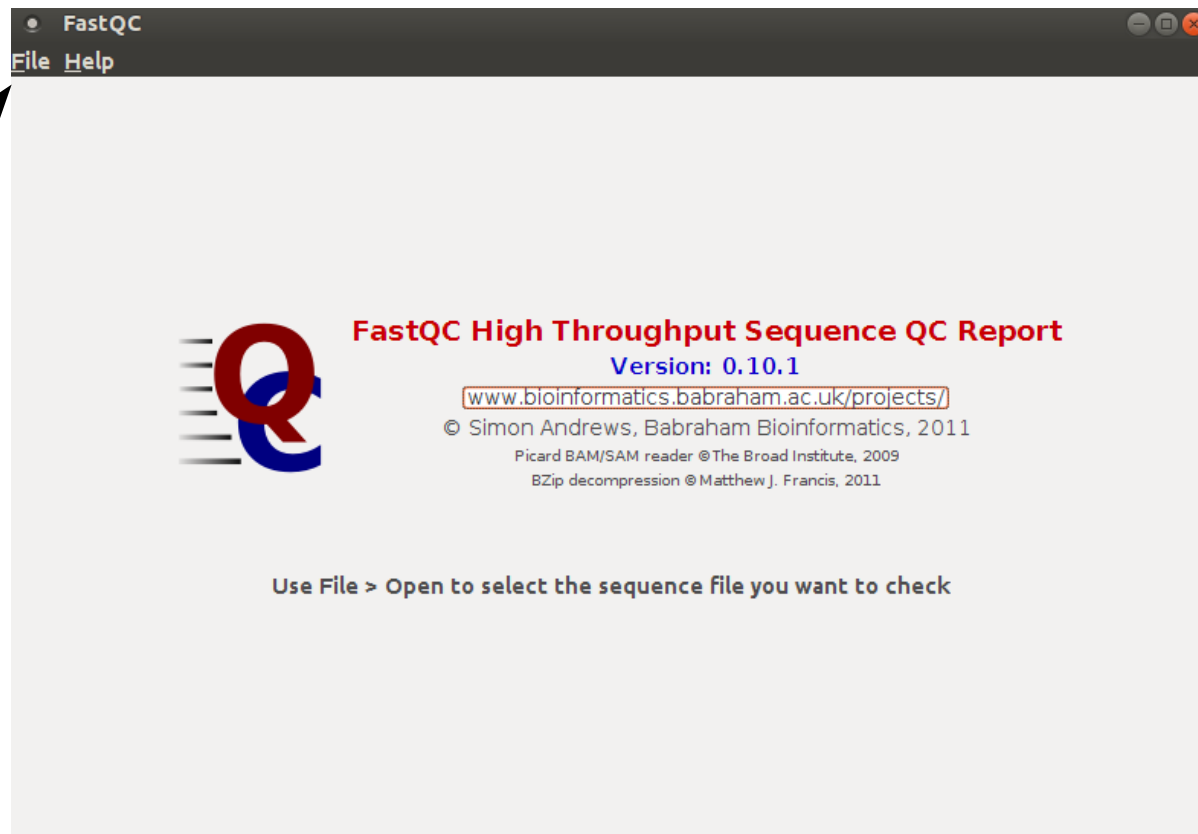 FastQC
File Help
FastQC High Throughput Sequence QC Report
Version: 0.10.1
www.bioinformatics.babraham.ac.uk/projects/
© Simon Andrews, Babraham Bioinformatics, 2011
Picard BAM/SAM reader ©The Broad Institute, 2009
BZip decompression ©Matthew J. Francis, 2011
QC
Use File > Open to select the sequence file you want to check